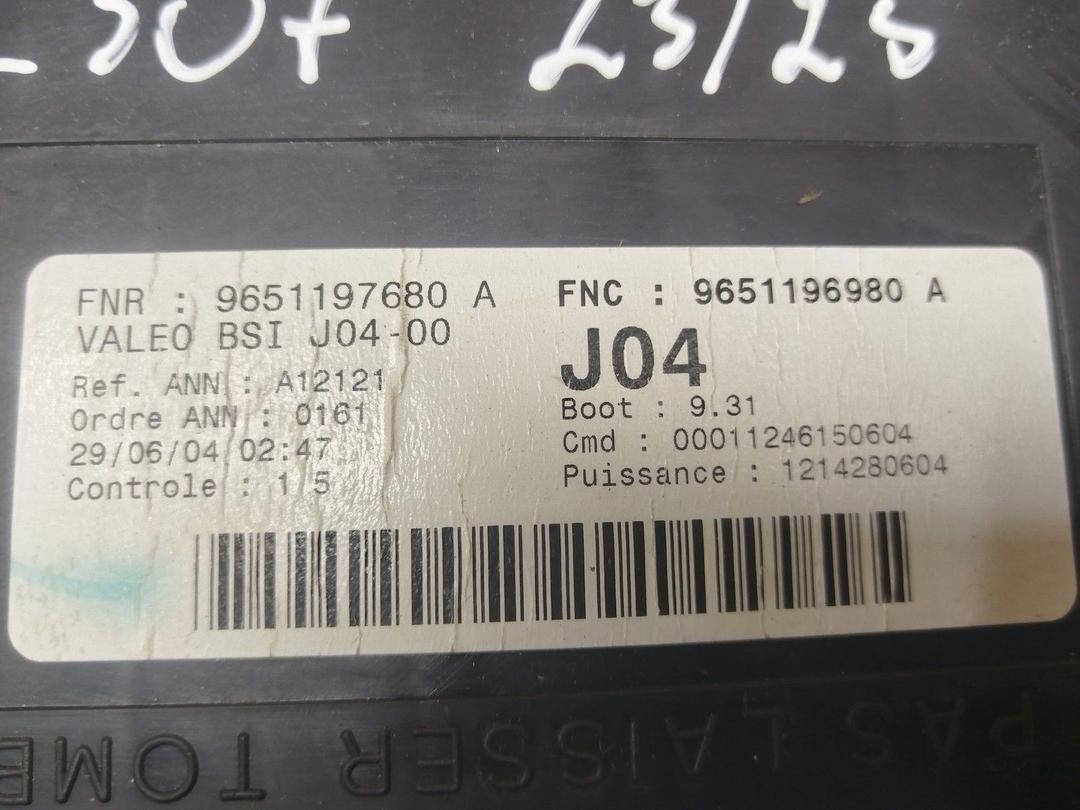 307 23/28
FNR : 9651197680 A
VALEO BSI J04-00
Ref. ANN : A12121
Ordre ANN : 0161
29/06/04 02:47
Controle : 1 5
FNC : 9651196980 A
J04
Boot : 9.31
Cmd : 00011246150604
Puissance : 1214280604
PAS LAISSER TOMB